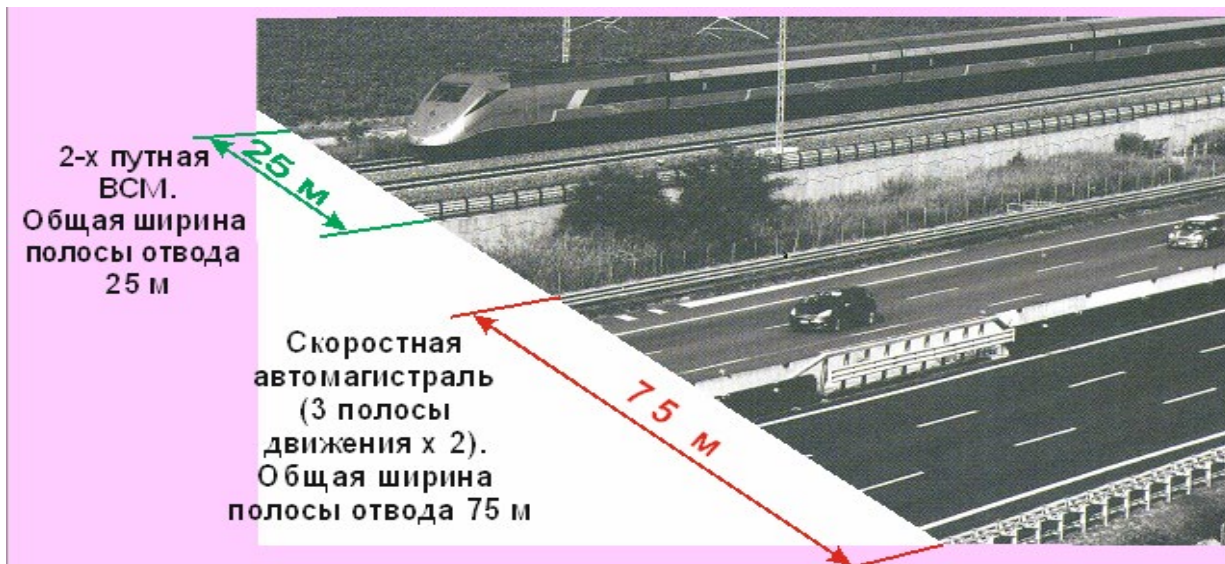 2-х путная
ВСМ.
Общая ширина
полосы отвода
25 м
25 м
Скоростная
автомагистраль
(3 полосы
движения х 2).
Общая ширина
полосы отвода 75 м
75 м